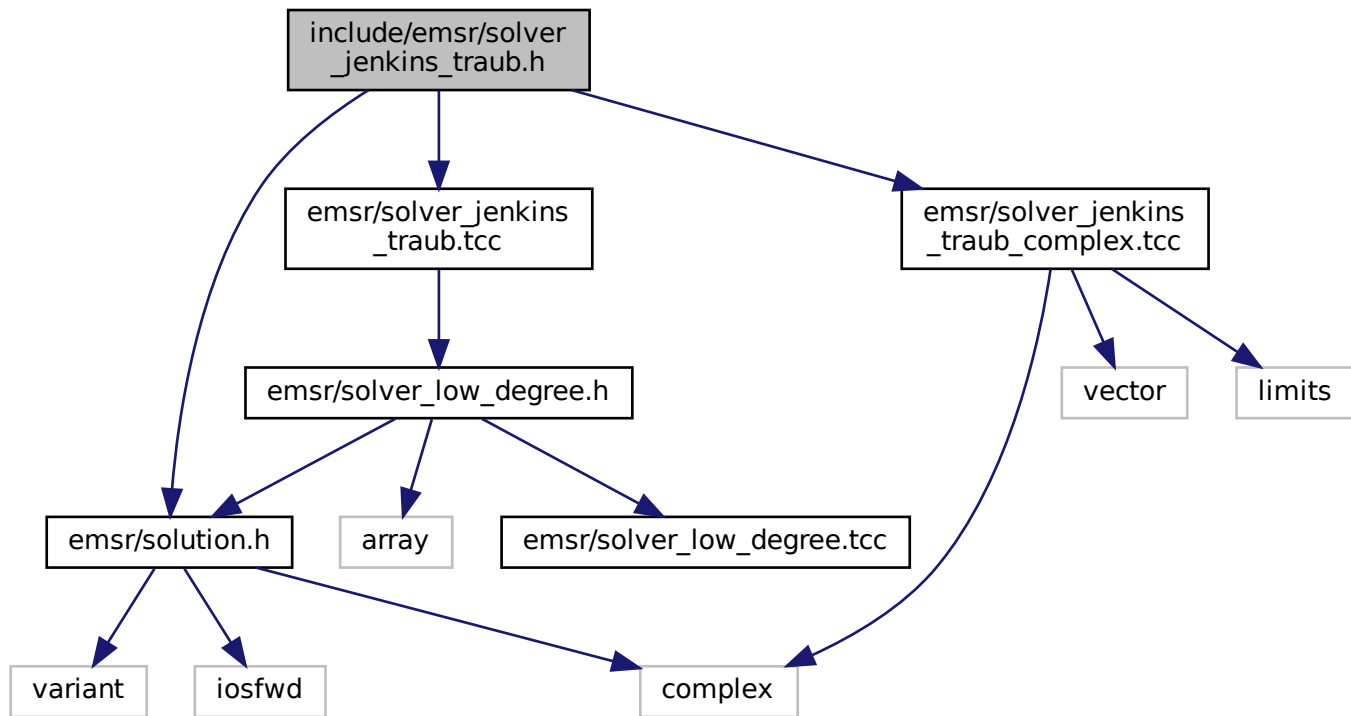 include/emsr/solver
_jenkins_traub.h
emsr/solver_jenkins
_traub.tcc
emsr/solver_jenkins
_traub_complex.tcc
emsr/solver_low_degree.h
vector
limits
emsr/solution.h
array
emsr/solver_low_degree.tcc
variant
iosfwd
complex